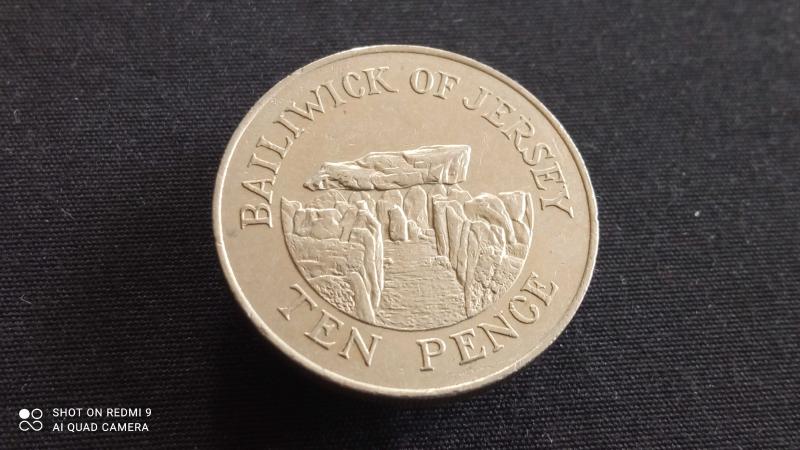 BAILIWICK OF JERSEY
TEN PENCE
SHOT ON REDMI 9
AI QUAD CAMERA